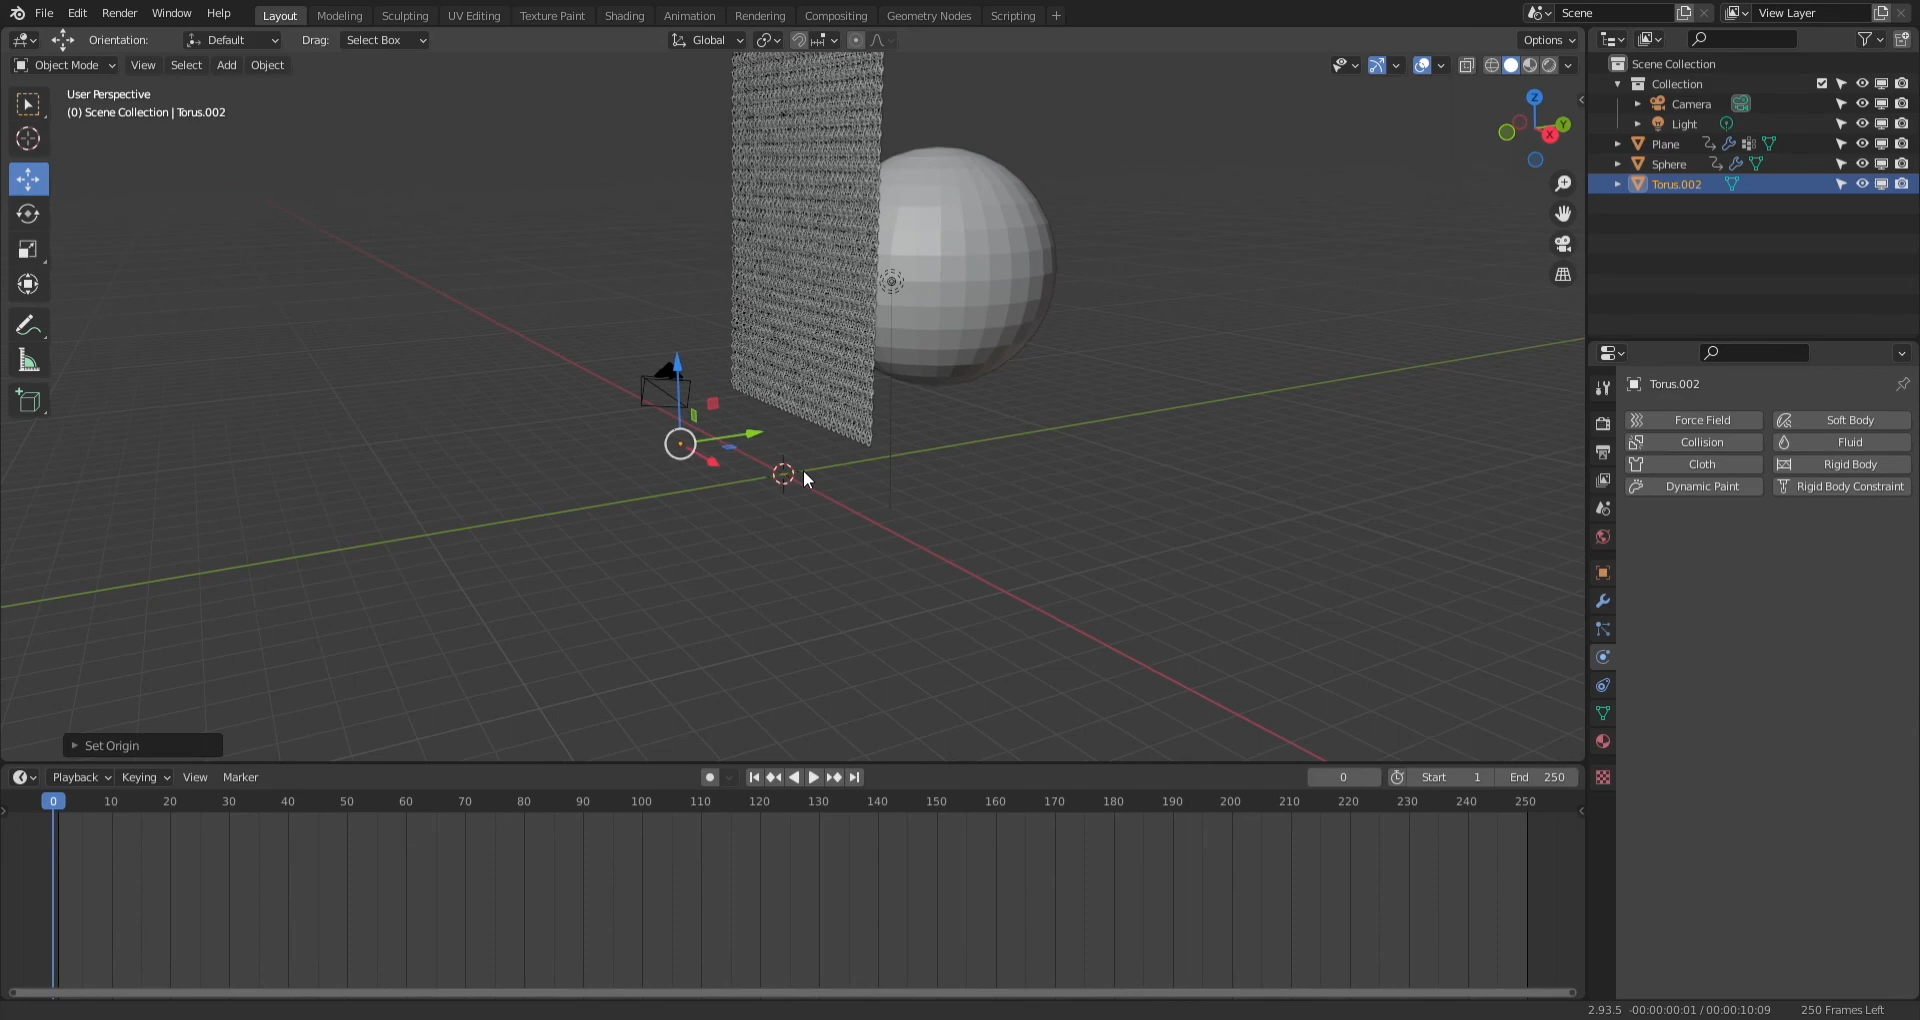 File Edit Render Window Help
Layout Modeling Sculpting UV Editing Texture Paint Shading Animation Rendering Compositing Geometry Nodes Scripting +
Scene
View Layer
Orientation: Default Drag: Select Box
Global
Options
Object Mode View Select Add Object
User Perspective
(0) Scene Collection | Torus.002
Z
Y
X
Scene Collection
Collection
Camera
Light
Plane
Sphere
Torus.002
Torus.002
Force Field Soft Body
Collision Fluid
Cloth Rigid Body
Dynamic Paint Rigid Body Constraint
Set Origin
Playback Keying View Marker
0 Start 1 End 250
0 10 20 30 40 50 60 70 80 90 100 110 120 130 140 150 160 170 180 190 200 210 220 230 240 250
2.93.5 -00:00:00:01 / 00:00:10:09 250 Frames Left